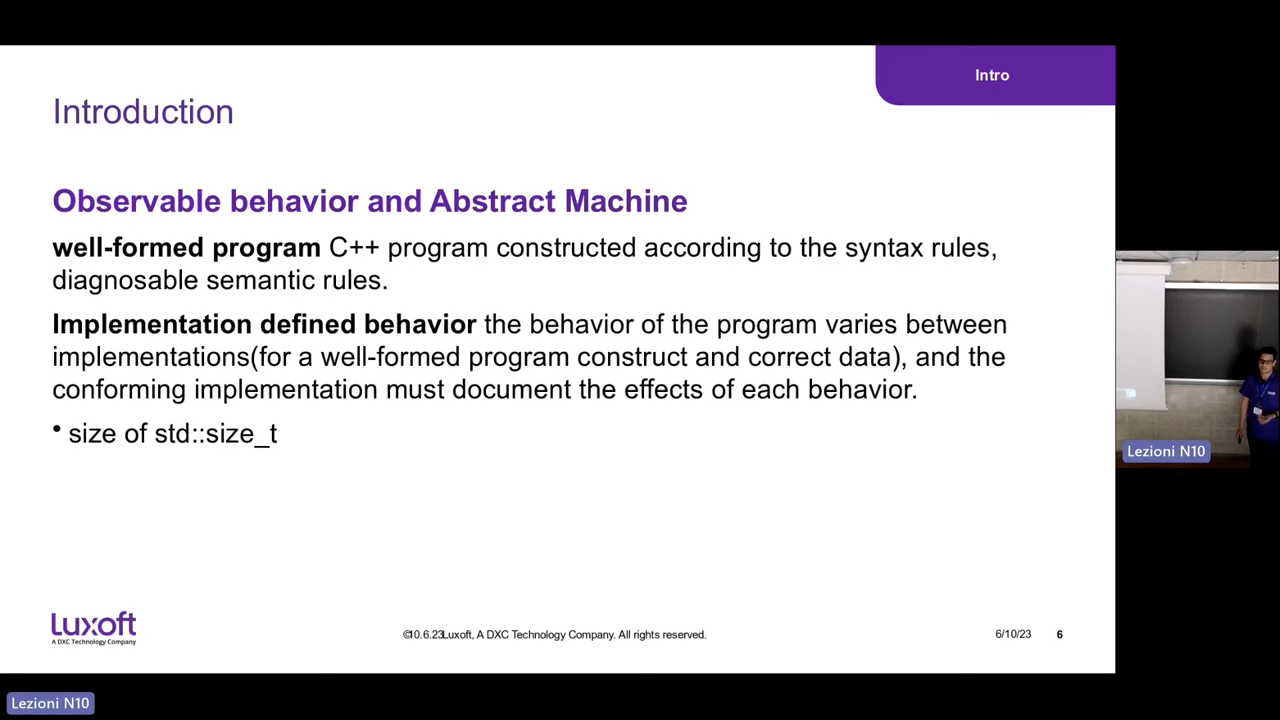 Intro
Introduction
Observable behavior and Abstract Machine
well-formed program C++ program constructed according to the syntax rules,
diagnosable semantic rules.
Implementation defined behavior the behavior of the program varies between
implementations(for a well-formed program construct and correct data), and the
conforming implementation must document the effects of each behavior.
• size of std::size_t
Lezioni N10
Luxoft
A DXC Technology Company
©10.6.23Luxoft, A DXC Technology Company. All rights reserved.
6/10/23 6
Lezioni N10